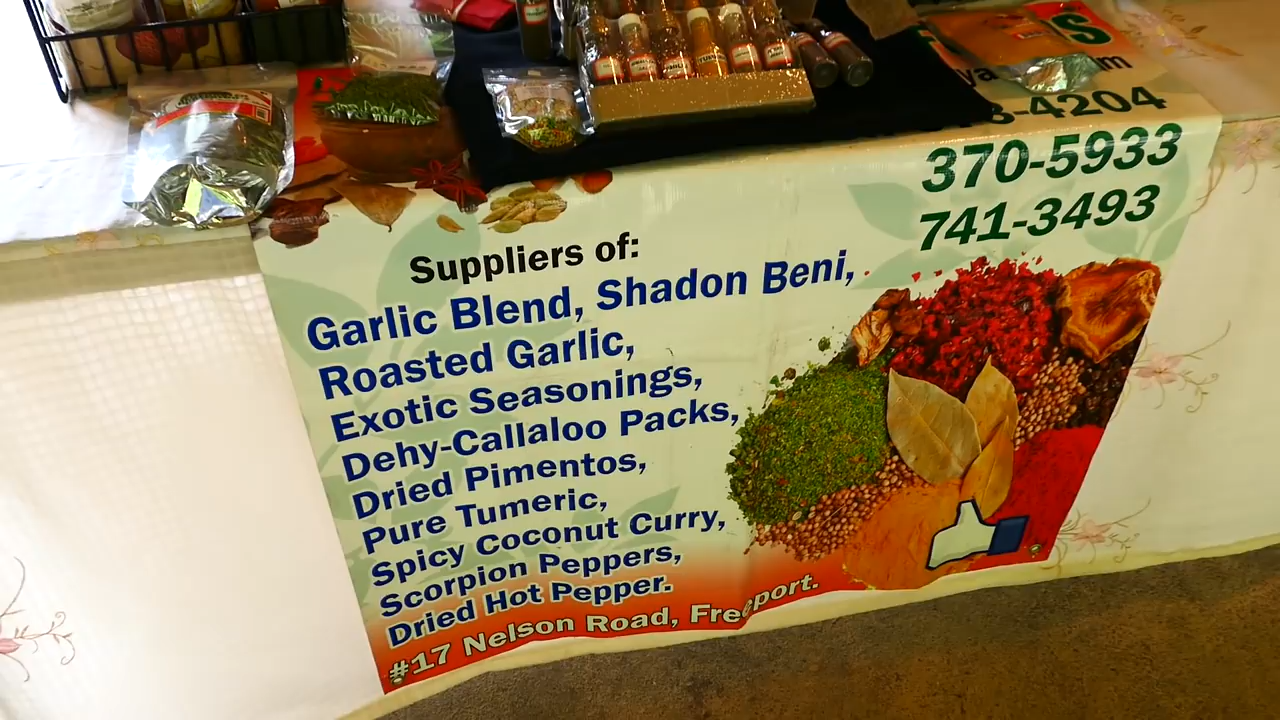 S
3-4204
370-5933
741-3493
Suppliers of:
Garlic Blend, Shadon Beni,
Roasted Garlic,
Exotic Seasonings,
Dehy-Callaloo Packs,
Dried Pimentos,
Pure Tumeric,
Spicy Coconut Curry,
Scorpion Peppers,
Dried Hot Pepper.
#17 Nelson Road, Freeport.